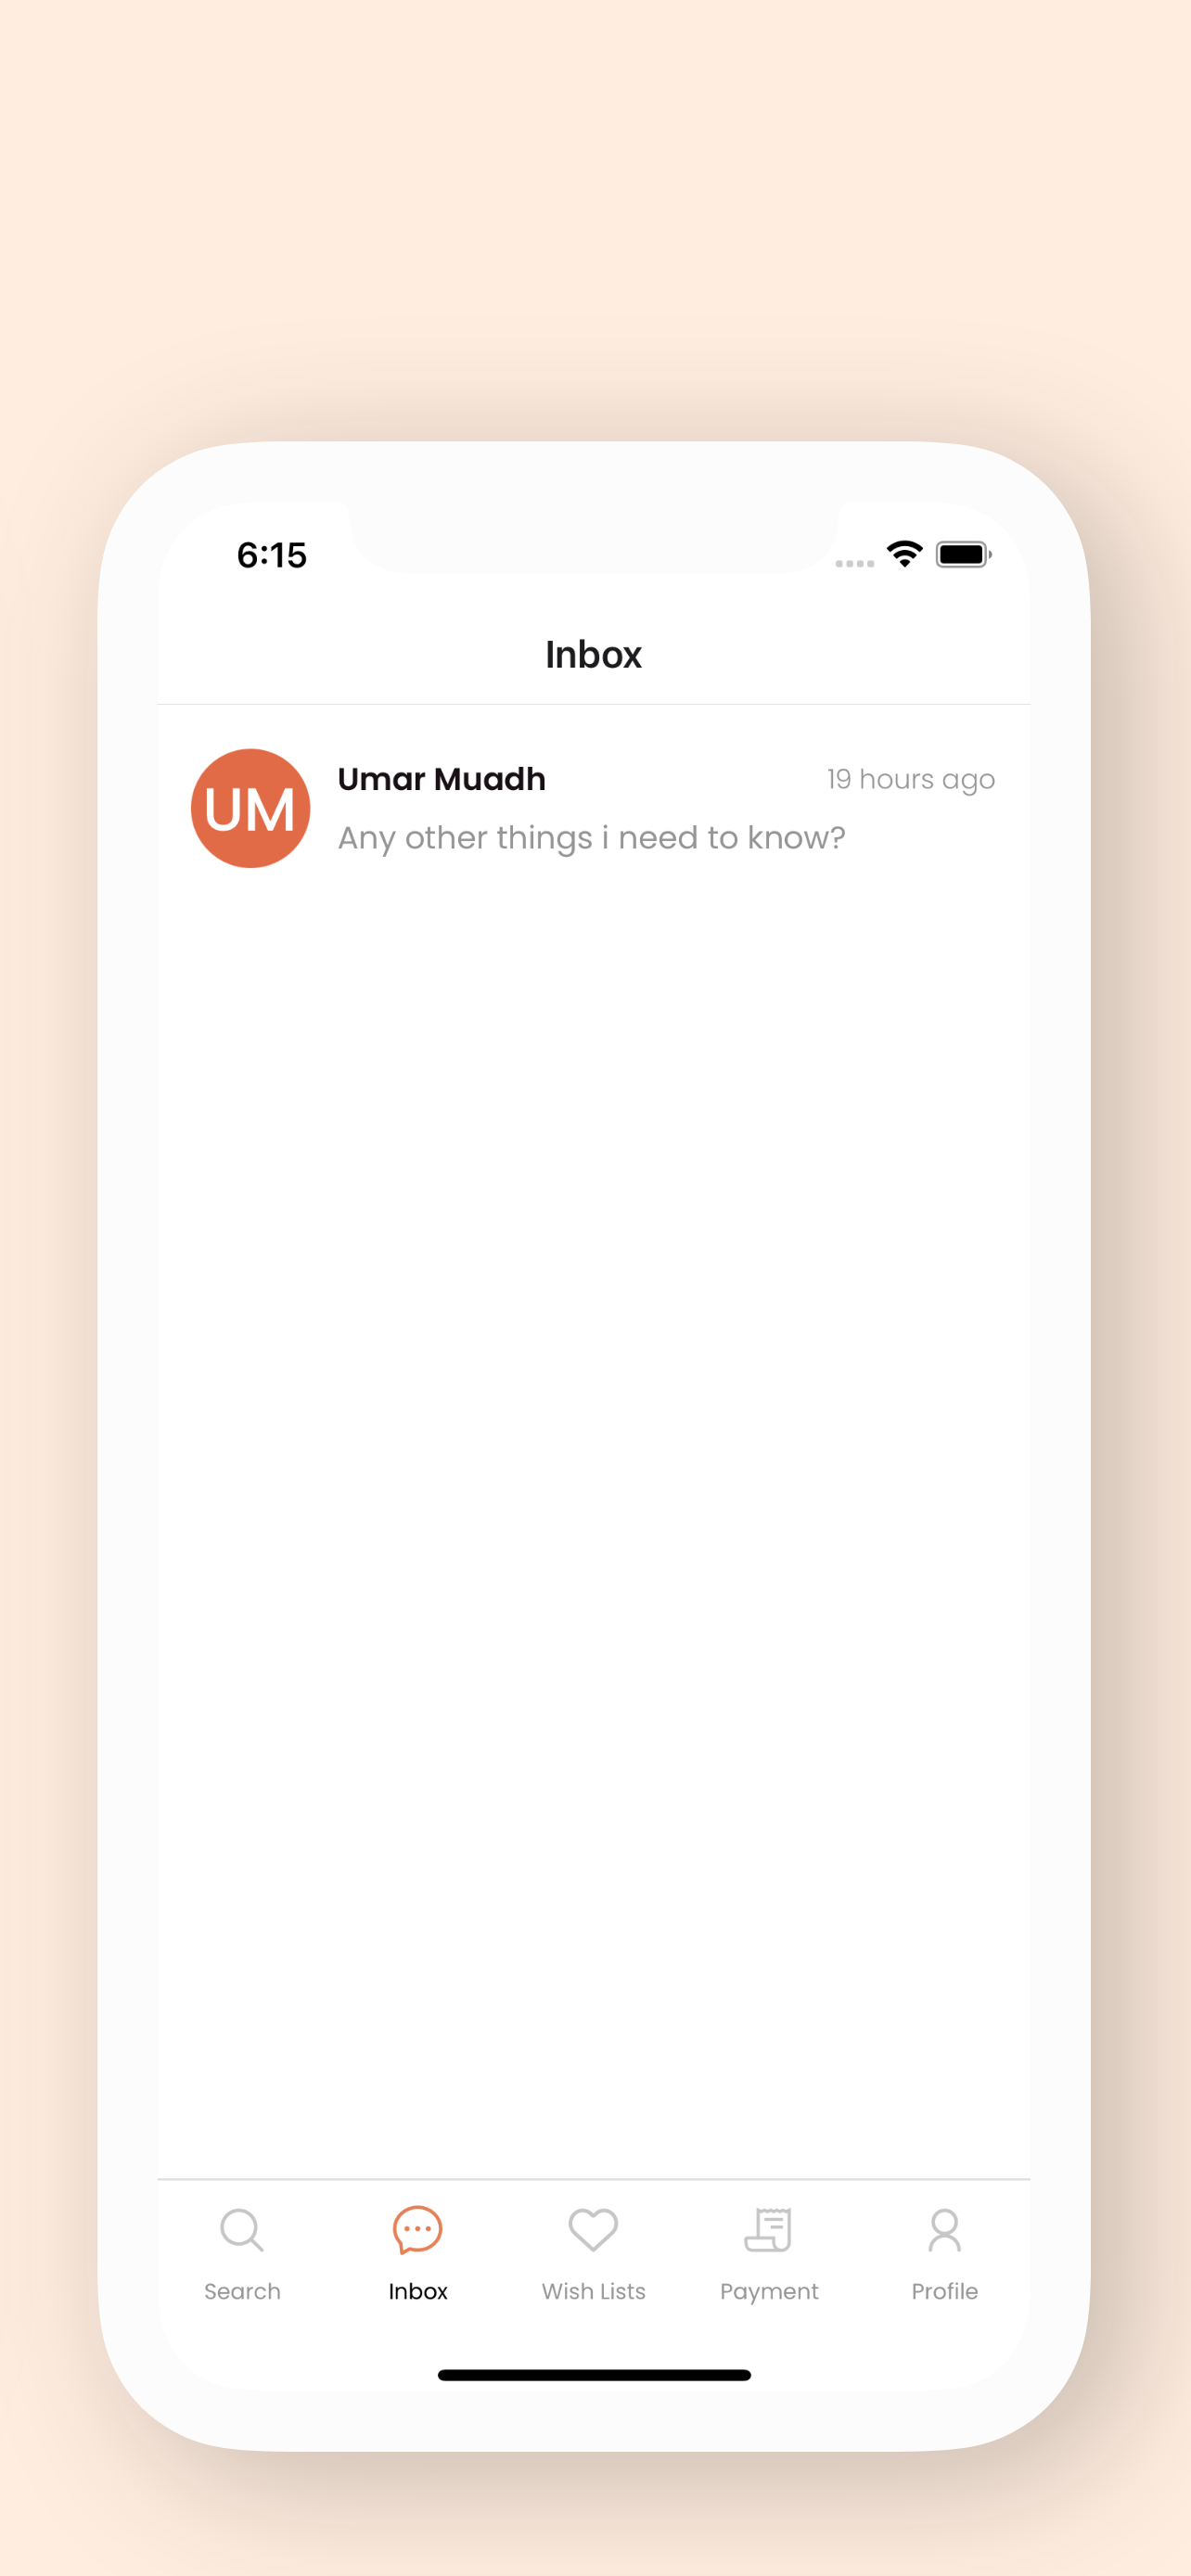 6:15
Inbox
UM
Umar Muadh
19 hours ago
Any other things i need to know?
Search
Inbox
Wish Lists
Payment
Profile